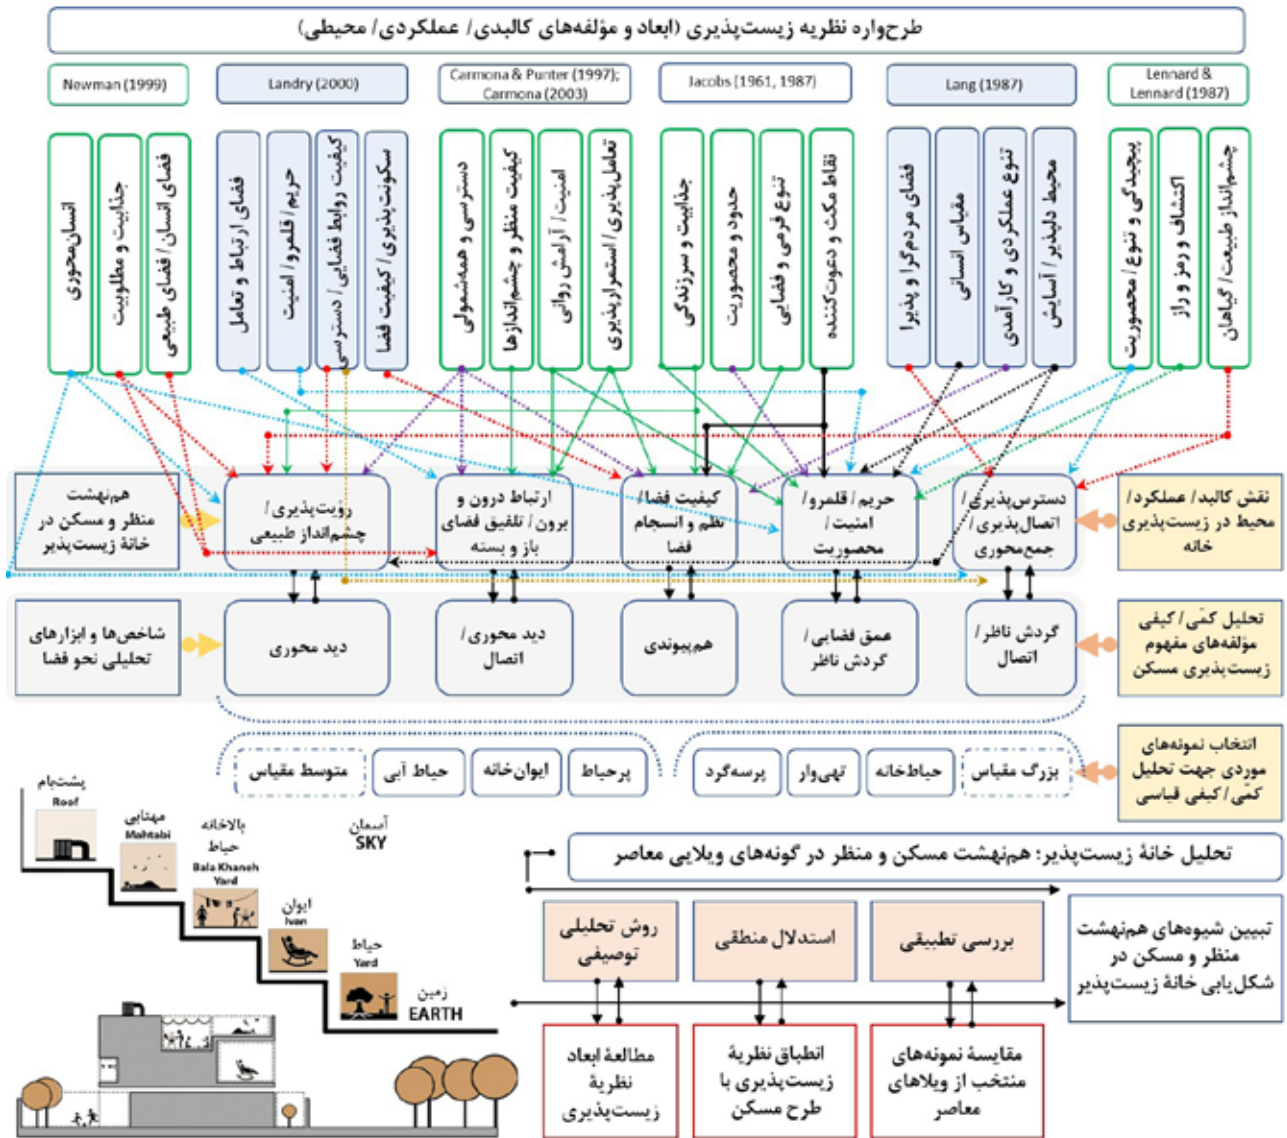 طرح‌واره نظریه زیست‌پذیری (ابعاد و مؤلفه‌های کالبدی/ عملکردی/ محیطی)
Lennard &
Lennard (1987)
Lang (1987)
Jacobs (1961, 1987)
Carmona & Punter (1997);
Carmona (2003)
Landry (2000)
Newman (1999)
چشم‌انداز طبیعت/ گیاهان
اکتشاف و رمز و راز
پیچیدگی و تنوع/ محصوریت
محیط دلپذیر/ آسایش
تنوع عملکردی و کارآمدی
مقیاس انسانی
فضای مردم‌گرا و پذیرا
نقاط مکث و دعوت‌کننده
تنوع فرمی و فضایی
حدود و محصوریت
جذابیت و سرزندگی
تعامل‌پذیری/ استمرارپذیری
امنیت/ آرامش روانی
کیفیت منظر و چشم‌اندازها
دسترسی و همه‌شمولی
سکونت‌پذیری/ کیفیت فضا
کیفیت روابط فضایی/ دسترسی
حریم/ قلمرو/ امنیت
فضای ارتباط و تعامل
فضای انسان/ فضای طبیعی
جذابیت و مطلوبیت
انسان‌محوری
نقش کالبد/ عملکرد/
محیط در زیست‌پذیری
خانه
دسترس‌پذیری/
اتصال‌پذیری/
جمع‌محوری
حریم/ قلمرو/
امنیت/
محصوریت
کیفیت فضا/
نظم و انسجام
فضا
ارتباط درون و
برون/ تلفیق فضای
باز و بسته
رؤیت‌پذیری/
چشم‌انداز طبیعی
هم‌نهشت
منظر و مسکن در
خانهٔ زیست‌پذیر
تحلیل کمّی/ کیفی
مؤلفه‌های مفهوم
زیست‌پذیری مسکن
گردش ناظر/
اتصال
عمق فضایی/
گردش ناظر
هم‌پیوندی
دید محوری/
اتصال
دید محوری
شاخص‌ها و ابزارهای
تحلیلی نحو فضا
انتخاب نمونه‌های
موردی جهت تحلیل
کمّی/ کیفی قیاسی
بزرگ مقیاس
حیاط‌خانه
تهی‌وار
پرسه‌گرد
پرحیاط
ایوان‌خانه
حیاط آبی
متوسط مقیاس
پشت‌بام
Roof
مهتابی
Mahtabi
بالاخانه
حیاط
Bala Khaneh
Yard
ایوان
Ivan
حیاط
Yard
آسمان
SKY
زمین
EARTH
تحلیل خانهٔ زیست‌پذیر؛ هم‌نهشت مسکن و منظر در گونه‌های ویلایی معاصر
تبیین شیوه‌های هم‌نهشت
منظر و مسکن در
شکل‌یابی خانهٔ زیست‌پذیر
بررسی تطبیقی
استدلال منطقی
روش تحلیلی
توصیفی
مقایسهٔ نمونه‌های
منتخب از ویلاهای
معاصر
انطباق نظریهٔ
زیست‌پذیری با
طرح مسکن
مطالعهٔ ابعاد
نظریهٔ
زیست‌پذیری